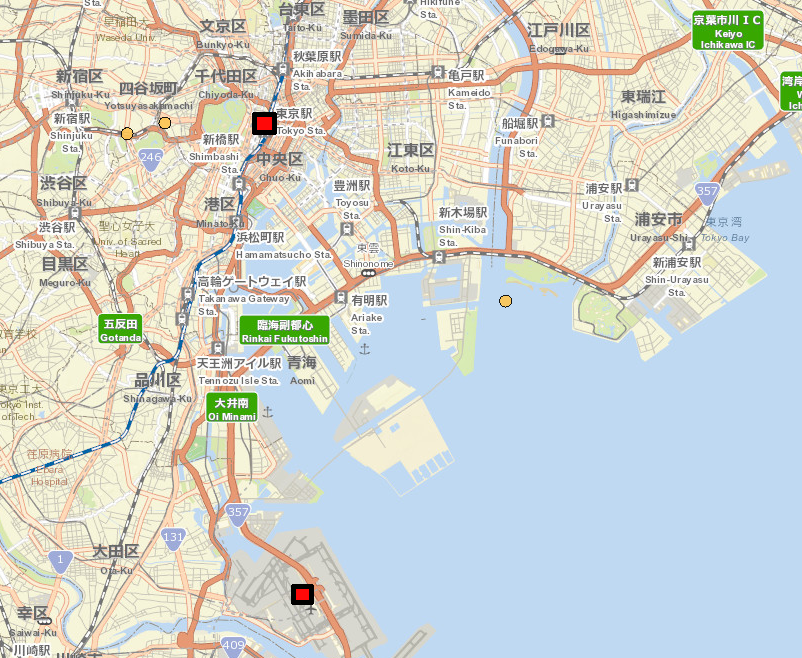 台東区
Taito-Ku
墨田区
Sumida-Ku
Sta.
文京区
Bunkyo-Ku
Waseda Univ.
江戸川区
Edogawa-Ku
京葉市川ＩＣ
Keiyo
Ichikawa IC
秋葉原駅
Akihabara
Sta.
新宿区
Shinjuku-Ku
四谷坂町
Yotsuyasakamachi
千代田区
Chiyoda-Ku
亀戸駅
Kameido
Sta.
東瑞江
Higashimizue
湾岸
新宿駅
Shinjuku
Sta.
東京駅
Tokyo Sta.
新橋駅
Shimbashi
Sta.
246
中央区
Chuo-Ku
江東区
Koto-Ku
船堀駅
Funabori
Sta.
渋谷区
Shibuya-Ku
港区
Minato-Ku
豊洲駅
Toyosu
Sta.
新木場駅
Shin-Kiba
Sta.
浦安駅
Urayasu
Sta.
357
浦安市
Urayasu-Shi
東京湾
Tokyo Bay
渋谷駅
Shibuya Sta.
聖心女子大
Univ. of Sacred
Heart
浜松町駅
Hamamatsucho Sta.
東雲
Shinonome
目黒区
Meguro-Ku
新浦安駅
Shin-Urayasu
Sta.
高輪ゲートウェイ駅
Takanawa Gateway
Sta.
有明駅
Ariake
Sta.
五反田
Gotanda
臨海副都心
Rinkai Fukutoshin
天王洲アイル駅
Tennozu Isle Sta.
青海
Aomi
品川区
Shinagawa-Ku
東京工大
Tokyo Inst.
of Tech.
大井南
Oi Minami
荏原病院
Ebara
Hospital
357
131
大田区
Ota-Ku
1
幸区
Saiwai-Ku
川崎駅
409